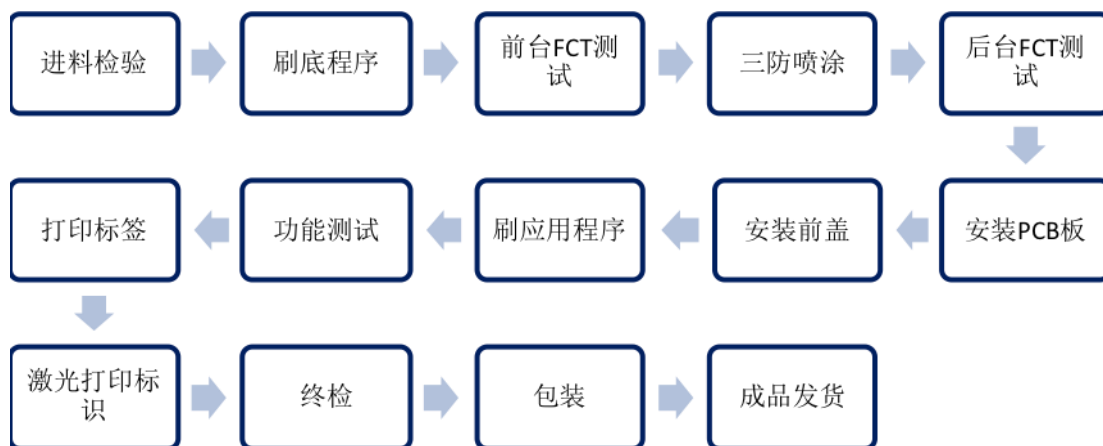 进料检验
刷底程序
前台FCT测
试
三防喷涂
后台FCT测
试
安装PCB板
安装前盖
刷应用程序
功能测试
打印标签
激光打印标
识
终检
包装
成品发货